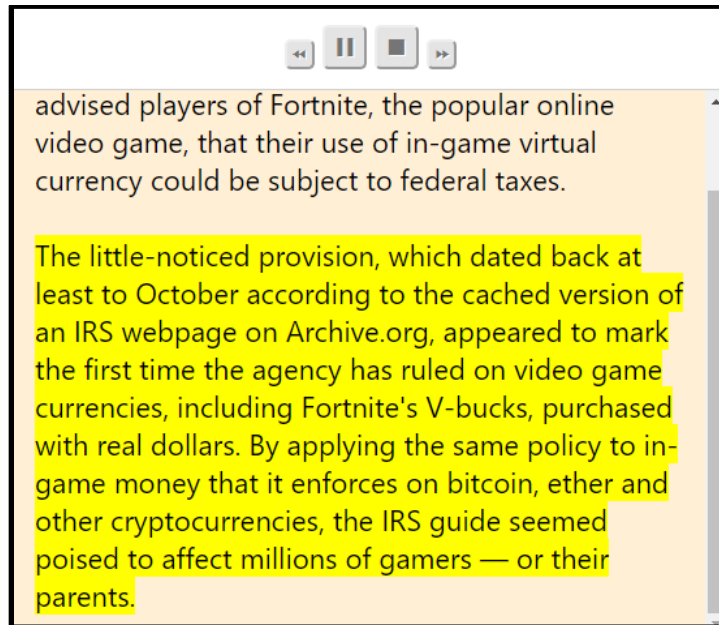 advised players of Fortnite, the popular online
video game, that their use of in-game virtual
currency could be subject to federal taxes.
The little-noticed provision, which dated back at
least to October according to the cached version of
an IRS webpage on Archive.org, appeared to mark
the first time the agency has ruled on video game
currencies, including Fortnite's V-bucks, purchased
with real dollars. By applying the same policy to in-
game money that it enforces on bitcoin, ether and
other cryptocurrencies, the IRS guide seemed
poised to affect millions of gamers — or their
parents.